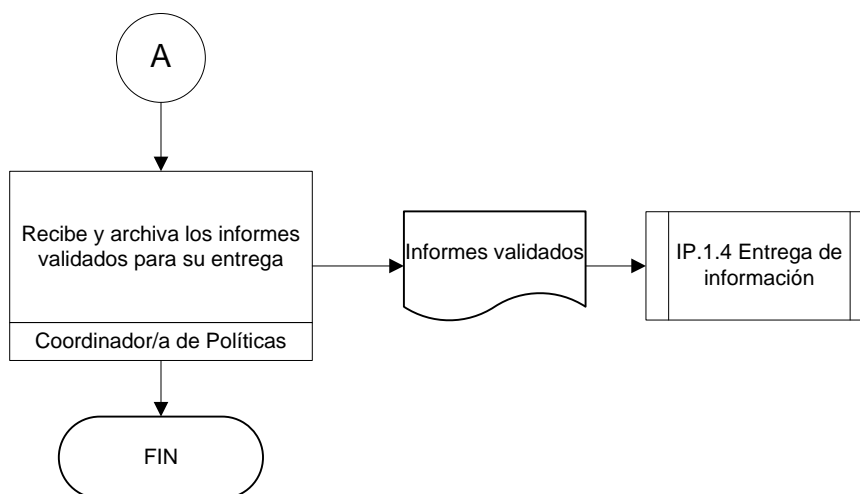 A
Recibe y archiva los informes
validados para su entrega
Coordinador/a de Políticas
Informes validados
IP.1.4 Entrega de
información
FIN